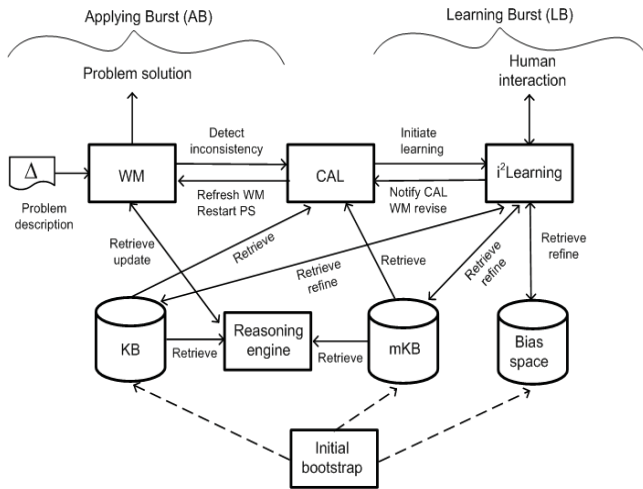 Applying Burst (AB)
Learning Burst (LB)
Problem solution
Human
interaction
Detect
inconsistency
Initiate
learning
Δ
WM
CAL
i²Learning
Problem
description
Refresh WM
Restart PS
Notify CAL
WM revise
Retrieve
update
Retrieve
Retrieve
refine
Retrieve
Retrieve
refine
Retrieve
refine
KB
Retrieve
Reasoning
engine
Retrieve
mKB
Bias
space
Initial
bootstrap